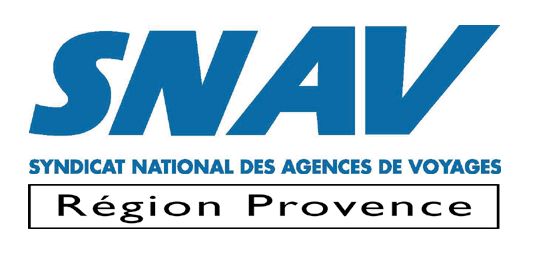 SNAV
SYNDICAT NATIONAL DES AGENCES DE VOYAGES
Région Provence